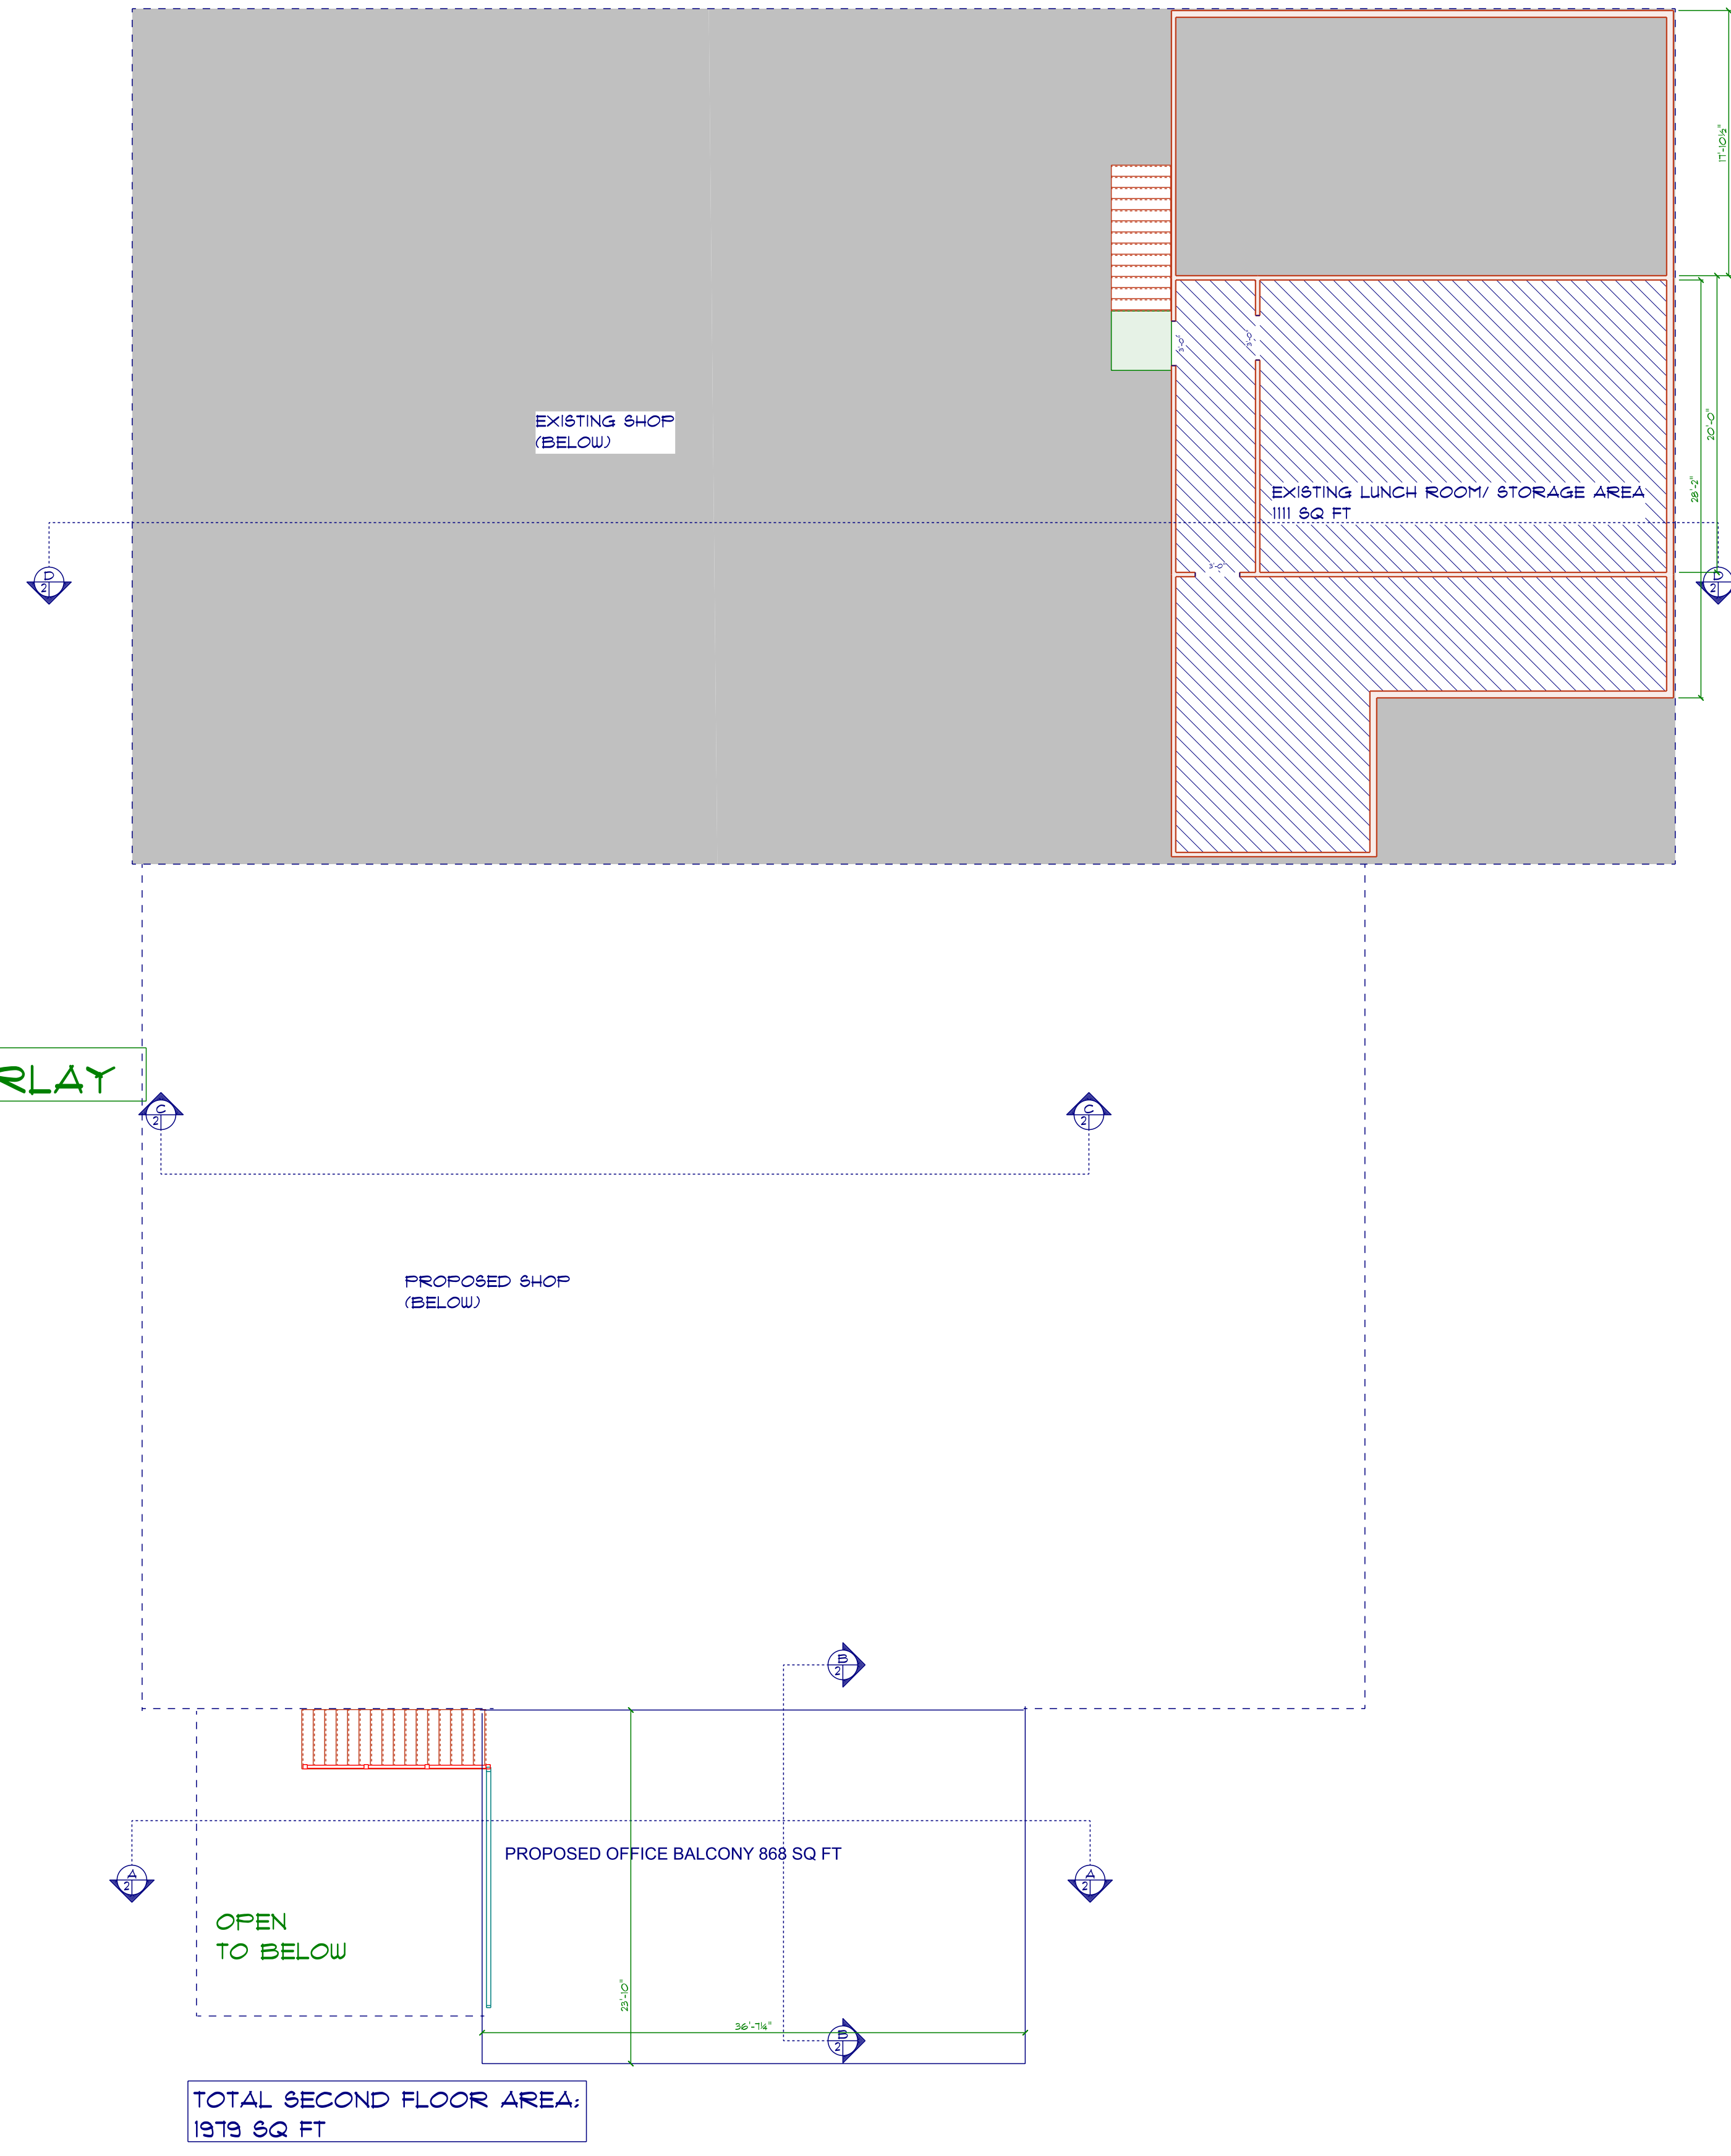 17'-10½"
3'-0"
3'-0"
EXISTING SHOP
(BELOW)
20'-0"
28'-2"
EXISTING LUNCH ROOM/ STORAGE AREA
1111 SQ FT
3'-0"
D
2
D
2
RLAY
C
2
C
2
PROPOSED SHOP
(BELOW)
B
2
PROPOSED OFFICE BALCONY 868 SQ FT
A
2
A
2
OPEN
TO BELOW
23'-10"
36'-7¼"
B
2
TOTAL SECOND FLOOR AREA:
1979 SQ FT